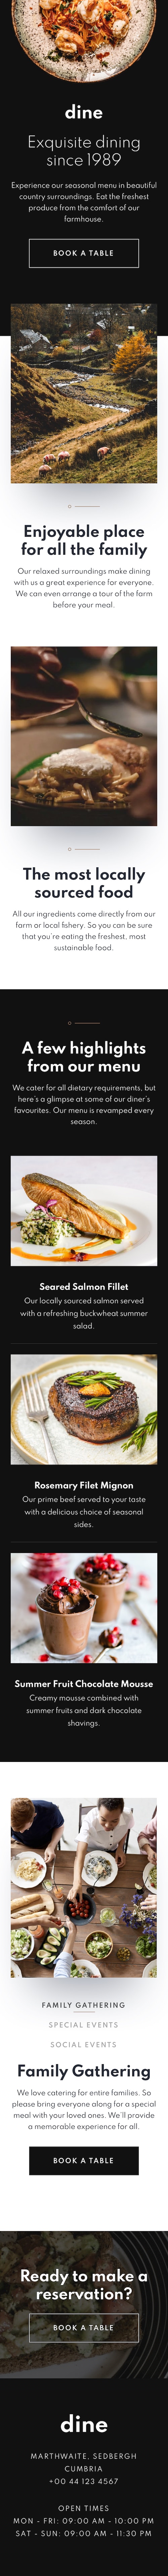 dine
Exquisite dining
since 1989
Experience our seasonal menu in beautiful
country surroundings. Eat the freshest
produce from the comfort of our
farmhouse.
BOOK A TABLE
Enjoyable place
for all the family
Our relaxed surroundings make dining
with us a great experience for everyone.
We can even arrange a tour of the farm
before your meal.
The most locally
sourced food
All our ingredients come directly from our
farm or local fishery. So you can be sure
that you're eating the freshest, most
sustainable food.
A few highlights
from our menu
We cater for all dietary requirements, but
here's a glimpse at some of our diner's
favourites. Our menu is revamped every
season.
Seared Salmon Fillet
Our locally sourced salmon served
with a refreshing buckwheat summer
salad.
Rosemary Filet Mignon
Our prime beef served to your taste
with a delicious choice of seasonal
sides.
Summer Fruit Chocolate Mousse
Creamy mousse combined with
summer fruits and dark chocolate
shavings.
FAMILY GATHERING
SPECIAL EVENTS
SOCIAL EVENTS
Family Gathering
We love catering for entire families. So
please bring everyone along for a special
meal with your loved ones. We'll provide
a memorable experience for all.
BOOK A TABLE
Ready to make a
reservation?
BOOK A TABLE
dine
MARTHWAITE, SEDBERGH
CUMBRIA
+00 44 123 4567
OPEN TIMES
MON - FRI: 09:00 AM - 10:00 PM
SAT - SUN: 09:00 AM - 11:30 PM